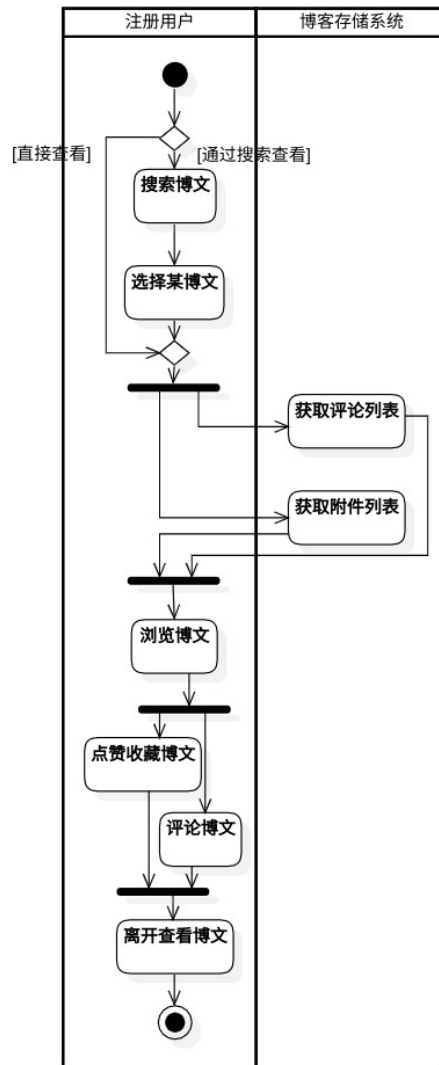 注册用户
博客存储系统
[直接查看]
[通过搜索查看]
搜索博文
选择某博文
获取评论列表
获取附件列表
浏览博文
点赞收藏博文
评论博文
离开查看博文